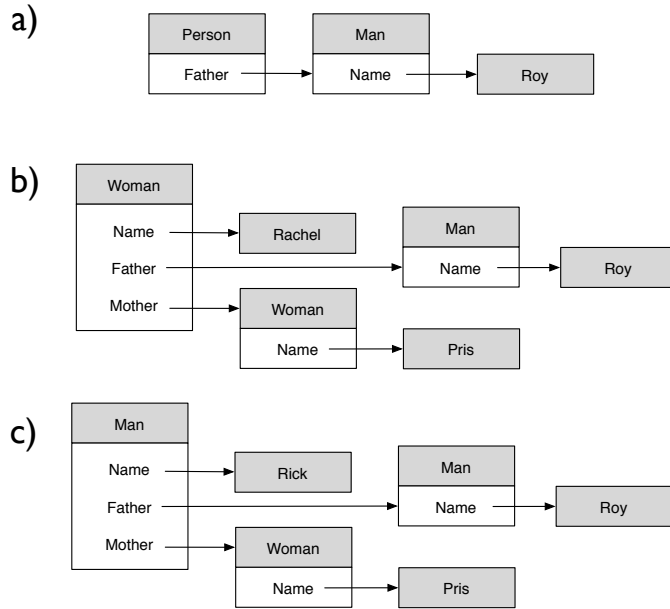 a)
Person Man
Father Name Roy
b)
Woman
Name Rachel Man
Father Name Roy
Mother Woman
Name Pris
c)
Man
Name Rick Man
Father Name Roy
Mother Woman
Name Pris